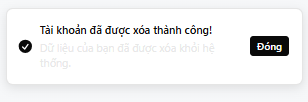 Tài khoản đã được xóa thành công!
Dữ liệu của bạn đã được xóa khỏi hệ
thống.
Đóng